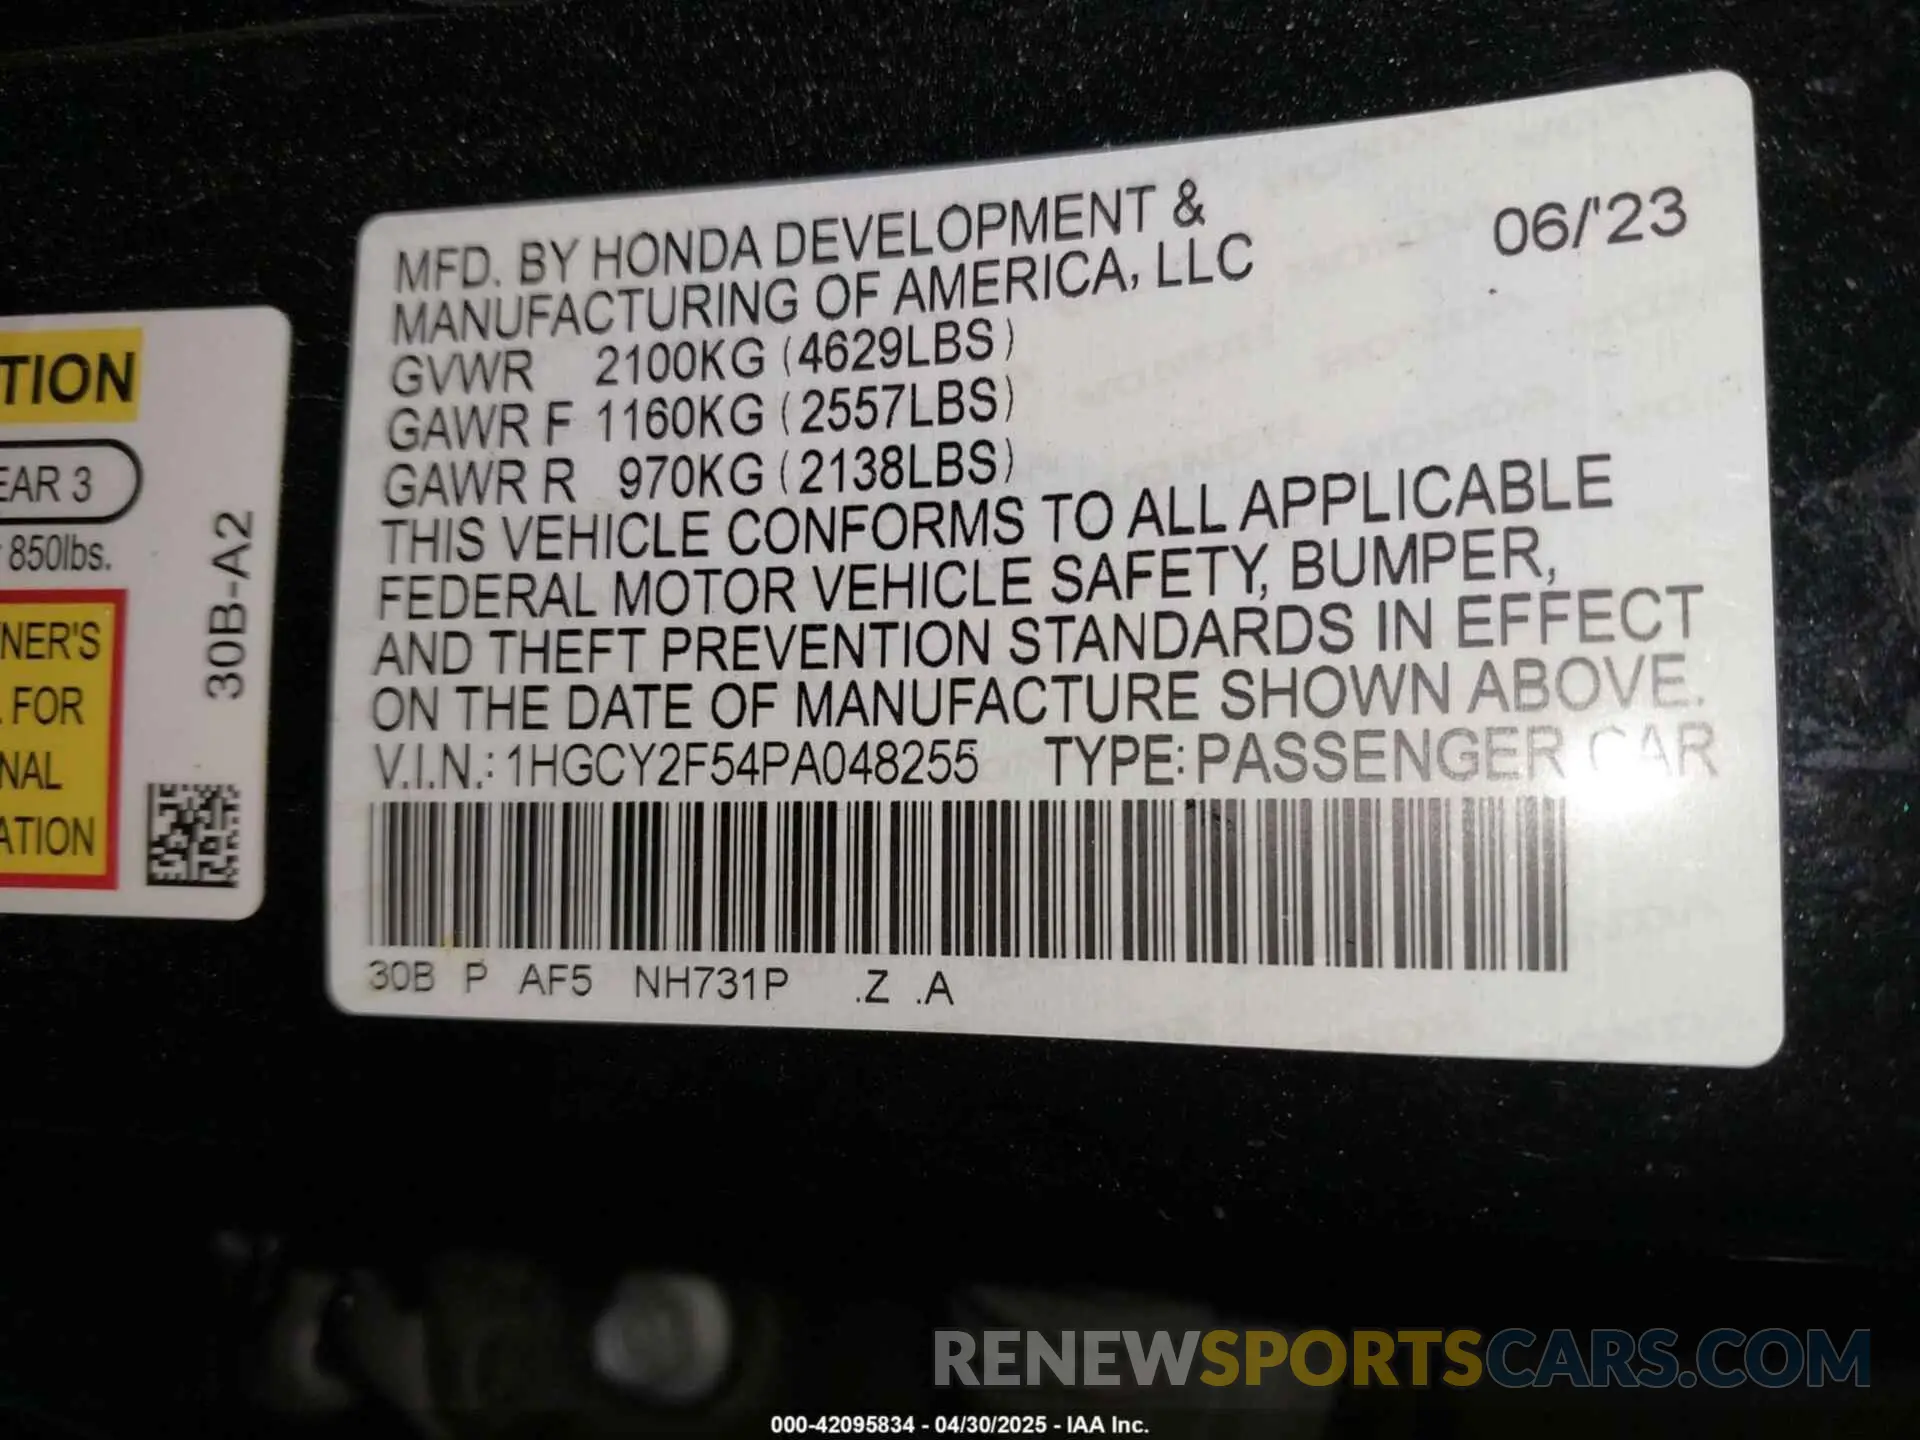 TION
EAR 3
850lbs.
NER'S
FOR
NAL
ATION
30B-A2
MFD. BY HONDA DEVELOPMENT &
MANUFACTURING OF AMERICA, LLC
06/'23
GVWR 2100KG (4629LBS)
GAWR F 1160KG (2557LBS)
GAWR R 970KG (2138LBS)
THIS VEHICLE CONFORMS TO ALL APPLICABLE
FEDERAL MOTOR VEHICLE SAFETY, BUMPER,
AND THEFT PREVENTION STANDARDS IN EFFECT
ON THE DATE OF MANUFACTURE SHOWN ABOVE.
V.I.N.: 1HGCY2F54PA048255 TYPE: PASSENGER CAR
30B P AF5 NH731P .Z .A
RENEWSPORTSCARS.COM
000-42095834 - 04/30/2025 - IAA Inc.